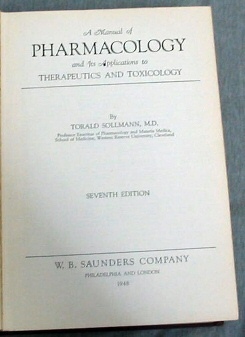 A Manual of
PHARMACOLOGY
and Its Applications to
THERAPEUTICS AND TOXICOLOGY
By
TORALD SOLLMANN, M.D.
Professor Emeritus of Pharmacology and Materia Medica,
School of Medicine, Western Reserve University, Cleveland
SEVENTH EDITION
W. B. SAUNDERS COMPANY
PHILADELPHIA AND LONDON